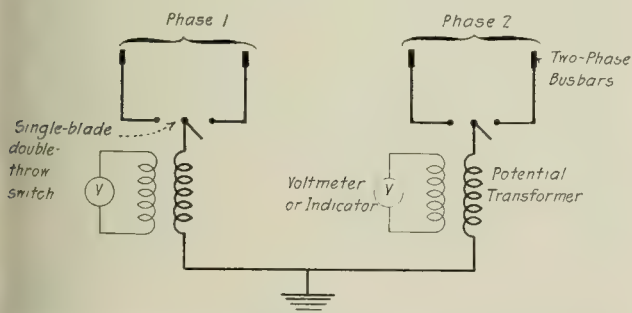 Phase 1
Phase 2
Two-Phase
Busbars
Single-blade
double-
throw
switch
V
Voltmeter
or Indicator
V
Potential
Transformer